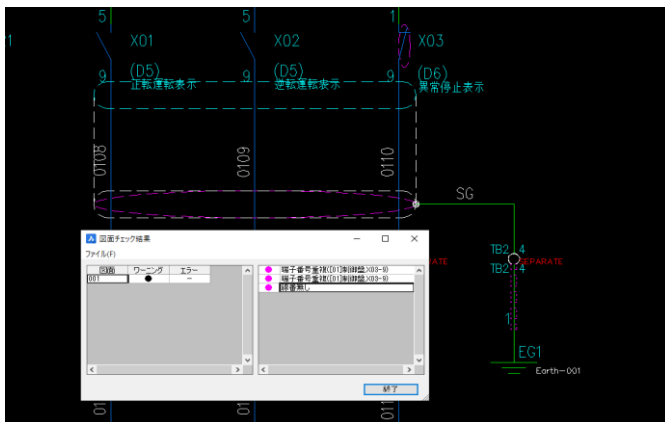 5
5
1
X01
X02
X03
9
(D5)
正転運転表示
9
(D5)
逆転運転表示
9
(D6)
異常停止表示
0108
0109
0110
SG
図面チェック結果
ファイル(F)
図面 ワーニング エラー
001 ● −
端子番号重複([01]制御盤,X03-9)
端子番号重複([01]制御盤,X03-9)
線番無し
終了
TB2 4
SEPARATE
TB2 4
1
EG1
Earth-001
01
01